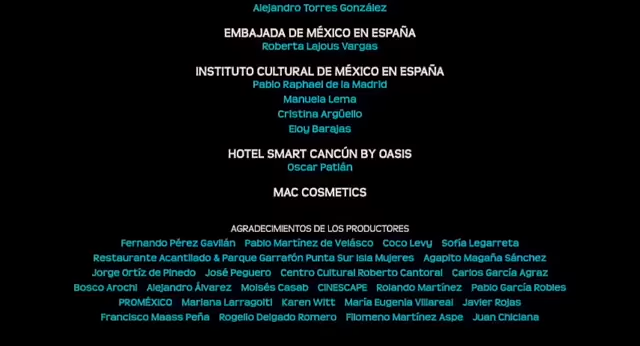 Alejandro Torres González
EMBAJADA DE MÉXICO EN ESPAÑA
Roberta Lajous Vargas
INSTITUTO CULTURAL DE MÉXICO EN ESPAÑA
Pablo Raphael de la Madrid
Manuela Lema
Cristina Argüello
Eloy Barajas
HOTEL SMART CANCÚN BY OASIS
Oscar Patlán
MAC COSMETICS
AGRADECIMIENTOS DE LOS PRODUCTORES
Fernando Pérez Gavilán Pablo Martínez de Velásco Coco Levy Sofía Legarreta
Restaurante Acantilado & Parque Garrafón Punta Sur Isla Mujeres Agapito Magaña Sánchez
Jorge Ortíz de Pinedo José Peguero Centro Cultural Roberto Cantoral Carlos García Agraz
Bosco Arochi Alejandro Álvarez Moisés Casab CINESCAPE Rolando Martínez Pablo García Robles
PROMÉXICO Mariana Larragoiti Karen Witt María Eugenia Villareal Javier Rojas
Francisco Maass Peña Rogelio Delgado Romero Filomeno Martínez Aspe Juan Chiciana